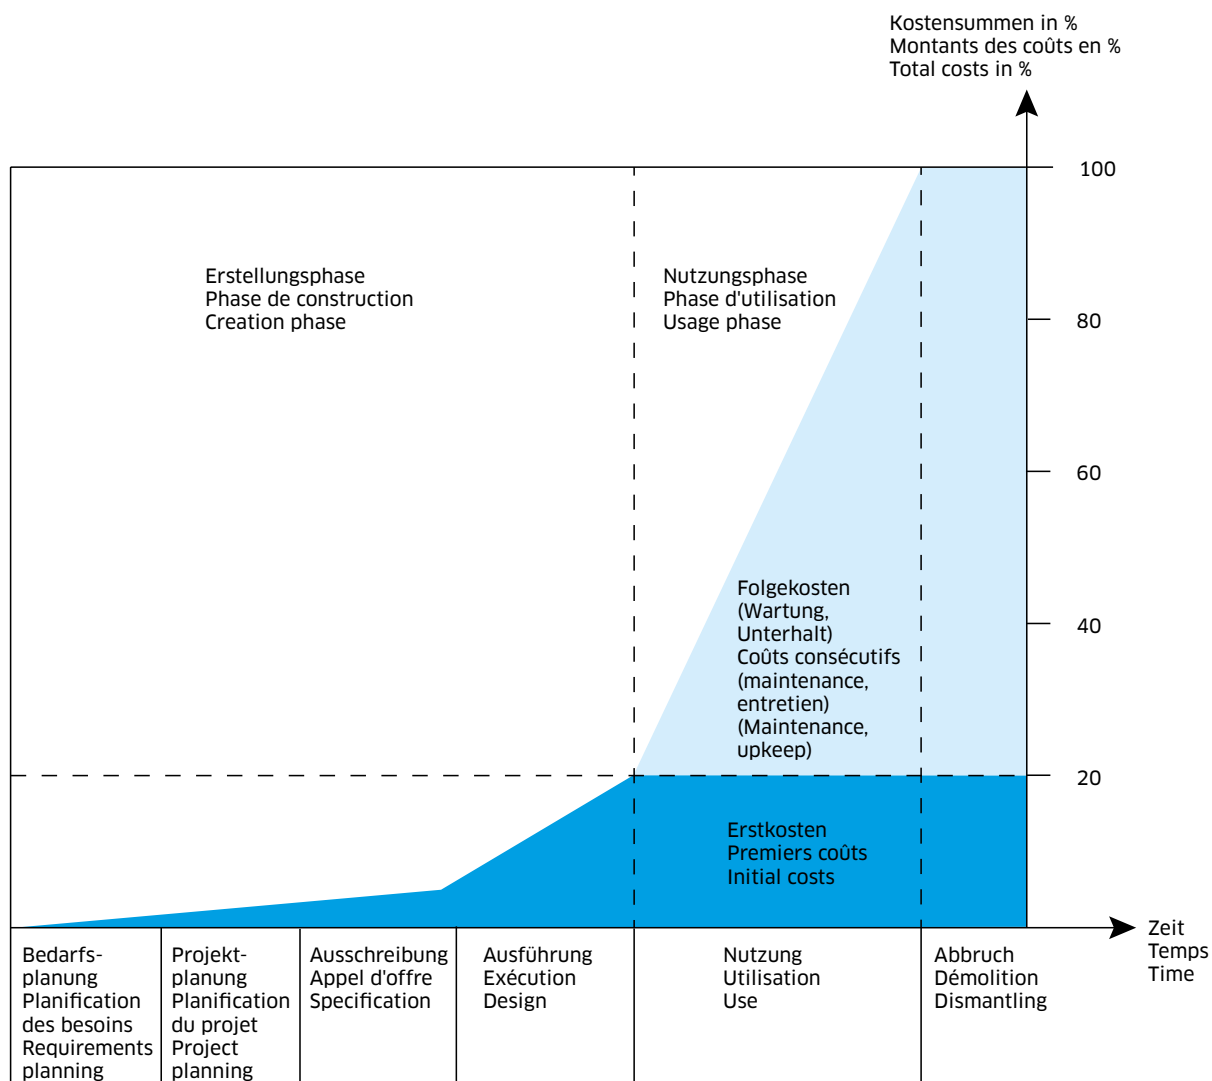 Kostensummen in %
Montants des coûts en %
Total costs in %
100
Erstellungsphase
Phase de construction
Creation phase
Nutzungsphase
Phase d'utilisation
Usage phase
80
60
Folgekosten
(Wartung,
Unterhalt)
Coûts consécutifs
(maintenance,
entretien)
(Maintenance,
upkeep)
40
20
Erstkosten
Premiers coûts
Initial costs
Zeit
Temps
Time
Bedarfs-
planung
Planification
des besoins
Requirements
planning
Projekt-
planung
Planification
du projet
Project
planning
Ausschreibung
Appel d'offre
Specification
Ausführung
Exécution
Design
Nutzung
Utilisation
Use
Abbruch
Démolition
Dismantling